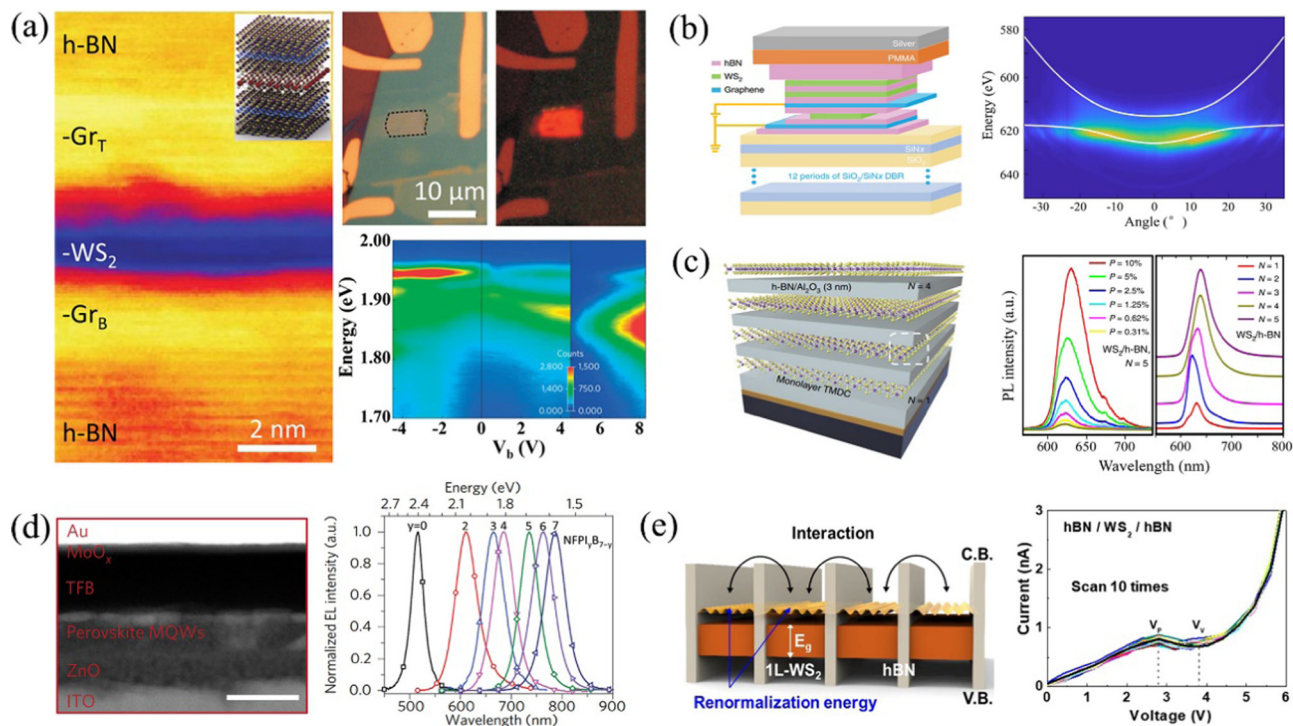 (a)
h-BN
-GrT
-WS2
-GrB
h-BN
2 nm
10 μm
Energy (eV)
2.00
1.90
1.80
1.70
Counts
2,800 1,500
1,400 750.0
0.000 0.000
-4 -2 0 2 4 6 8
Vb (V)
(b)
Silver
PMMA
hBN
WS2
Graphene
SiO2
SiNx
SiO2
12 periods of SiO2/SiNx DBR
Energy (eV)
580
600
620
640
-30 -20 -10 0 10 20 30
Angle (°)
(c)
h-BN/Al2O3 (3 nm)
N = 4
Monolayer TMDC
N = 1
PL intensity (a.u.)
P = 10%
P = 5%
P = 2.5%
P = 1.25%
P = 0.62%
P = 0.31%
WS2/h-BN,
N = 5
N = 1
N = 2
N = 3
N = 4
N = 5
WS2/h-BN
600 650 700
600 700 800
Wavelength (nm)
(d)
Au
MoOx
TFB
Perovskite MQWs
ZnO
ITO
Energy (eV)
2.7 2.4 2.1 1.8 1.5
Normalized EL intensity (a.u.)
1.0
0.8
0.6
0.4
0.2
0.0
y=0 2 3 4 5 6 7
NFPIyB7-y
500 600 700 800 900
Wavelength (nm)
(e)
Interaction
C.B.
Eg
1L-WS2
hBN
V.B.
Renormalization energy
Current (nA)
3
2
1
0
hBN / WS2 / hBN
Scan 10 times
VP
VV
0 1 2 3 4 5 6
Voltage (V)